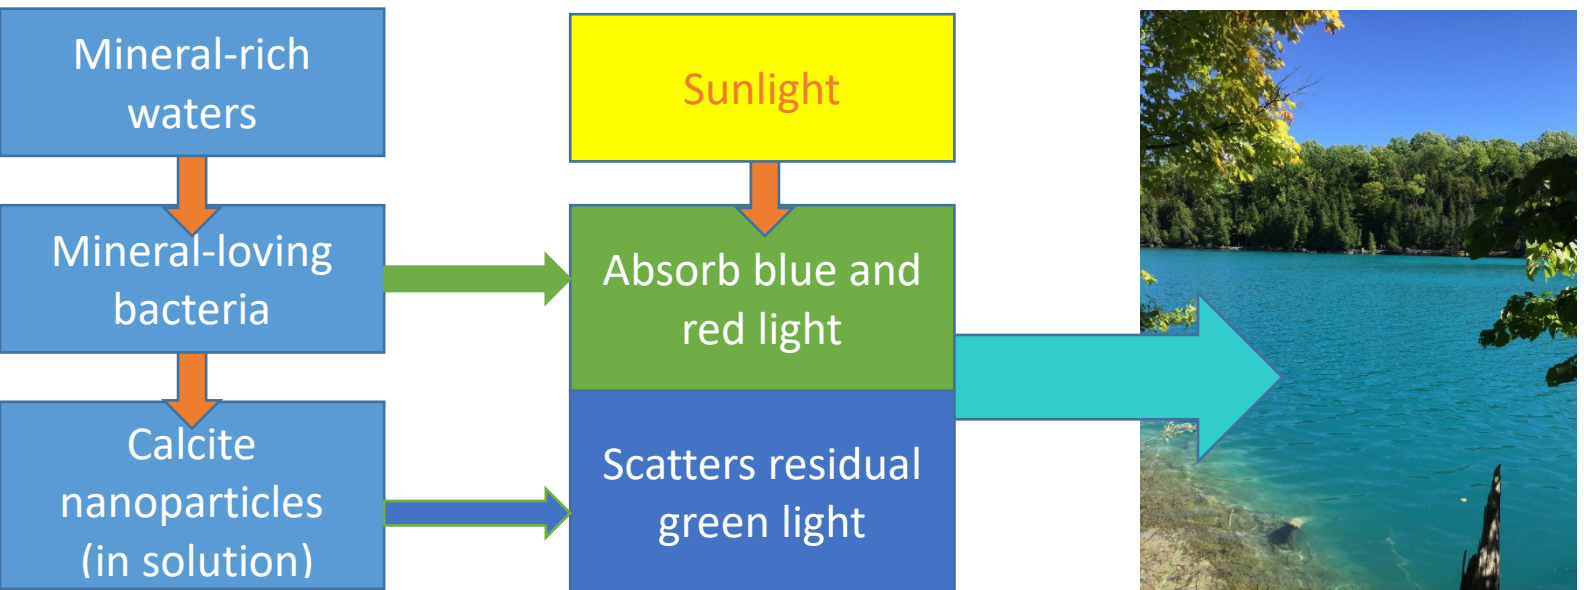 Mineral-rich
waters
Sunlight
Mineral-loving
bacteria
Absorb blue and
red light
Calcite
nanoparticles
(in solution)
Scatters residual
green light